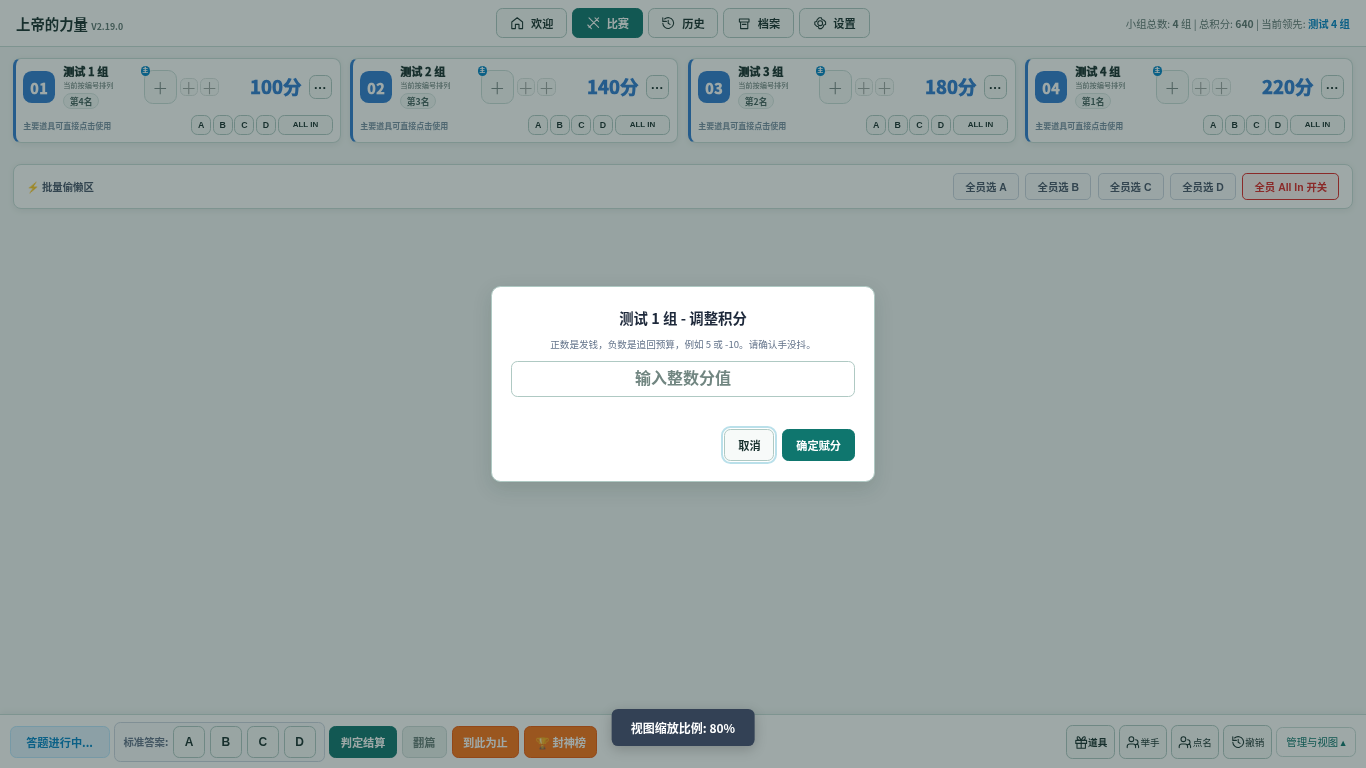 上帝的力量 V2.19.0
欢迎
比赛
历史
档案
设置
小组总数: 4 组 | 总积分: 640 | 当前领先: 测试 4 组
01
测试 1 组
当前按编号排列
第4名
主
100分
...
主要道具可直接点击使用
A
B
C
D
ALL IN
02
测试 2 组
当前按编号排列
第3名
主
140分
...
主要道具可直接点击使用
A
B
C
D
ALL IN
03
测试 3 组
当前按编号排列
第2名
主
180分
...
主要道具可直接点击使用
A
B
C
D
ALL IN
04
测试 4 组
当前按编号排列
第1名
主
220分
...
主要道具可直接点击使用
A
B
C
D
ALL IN
⚡ 批量偷懒区
全员选 A
全员选 B
全员选 C
全员选 D
全员 All In 开关
测试 1 组 - 调整积分
正数是发钱，负数是追回预算，例如 5 或 -10。请确认手没抖。
输入整数分值
取消
确定赋分
视图缩放比例: 80%
答题进行中...
标准答案:
A
B
C
D
判定结算
翻篇
到此为止
🏆 封神榜
道具
举手
点名
撤销
管理与视图 ▴